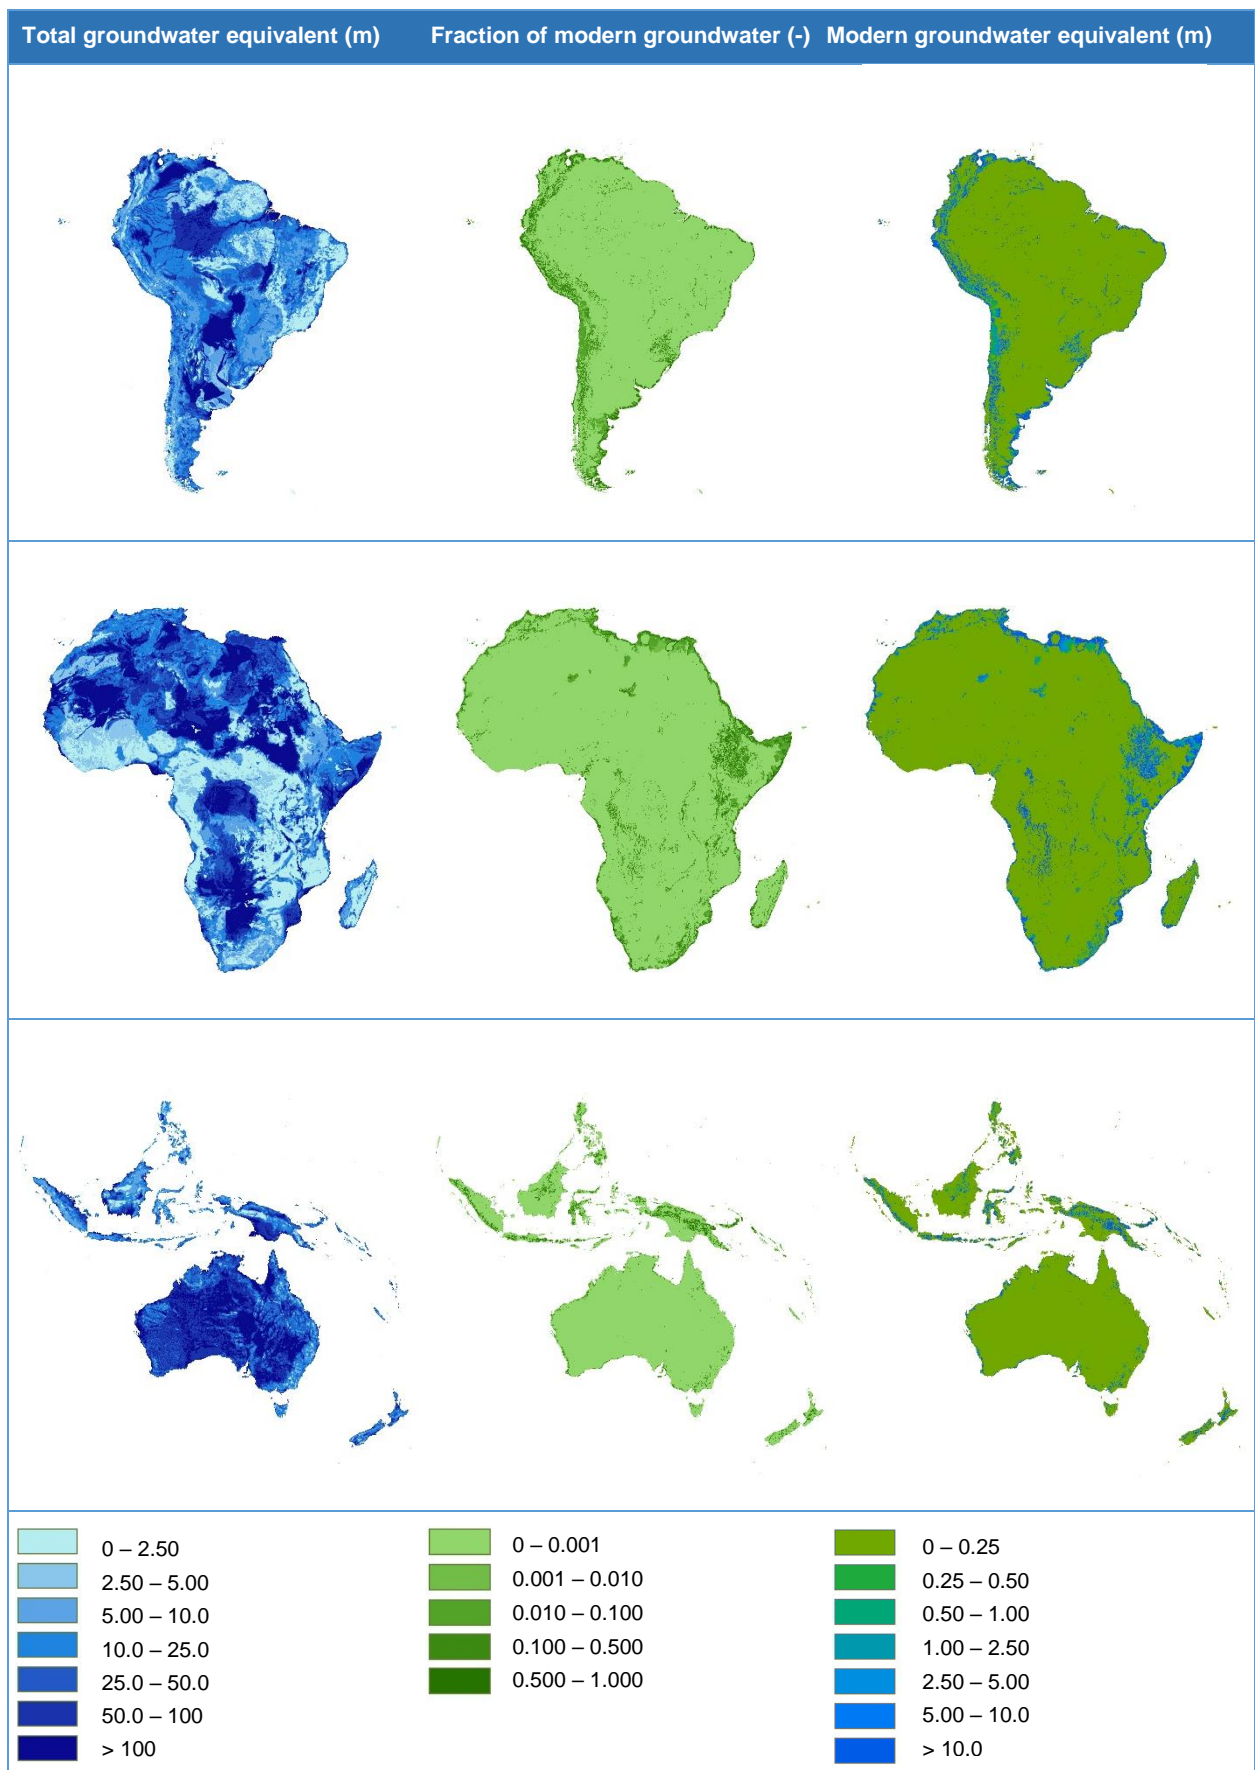 Total groundwater equivalent (m) Fraction of modern groundwater (-) Modern groundwater equivalent (m)
0 – 2.50
2.50 – 5.00
5.00 – 10.0
10.0 – 25.0
25.0 – 50.0
50.0 – 100
> 100
0 – 0.001
0.001 – 0.010
0.010 – 0.100
0.100 – 0.500
0.500 – 1.000
0 – 0.25
0.25 – 0.50
0.50 – 1.00
1.00 – 2.50
2.50 – 5.00
5.00 – 10.0
> 10.0